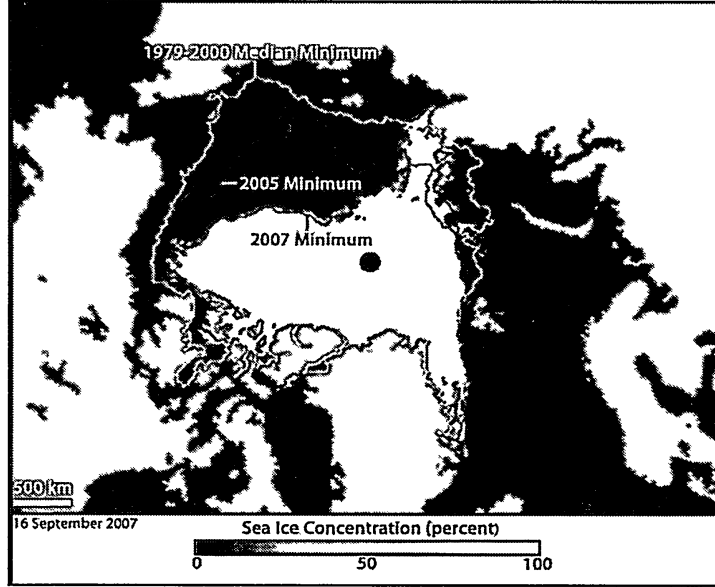 1979-2000 Median Minimum
2005 Minimum
2007 Minimum
500 km
16 September 2007
Sea Ice Concentration (percent)
0 50 100